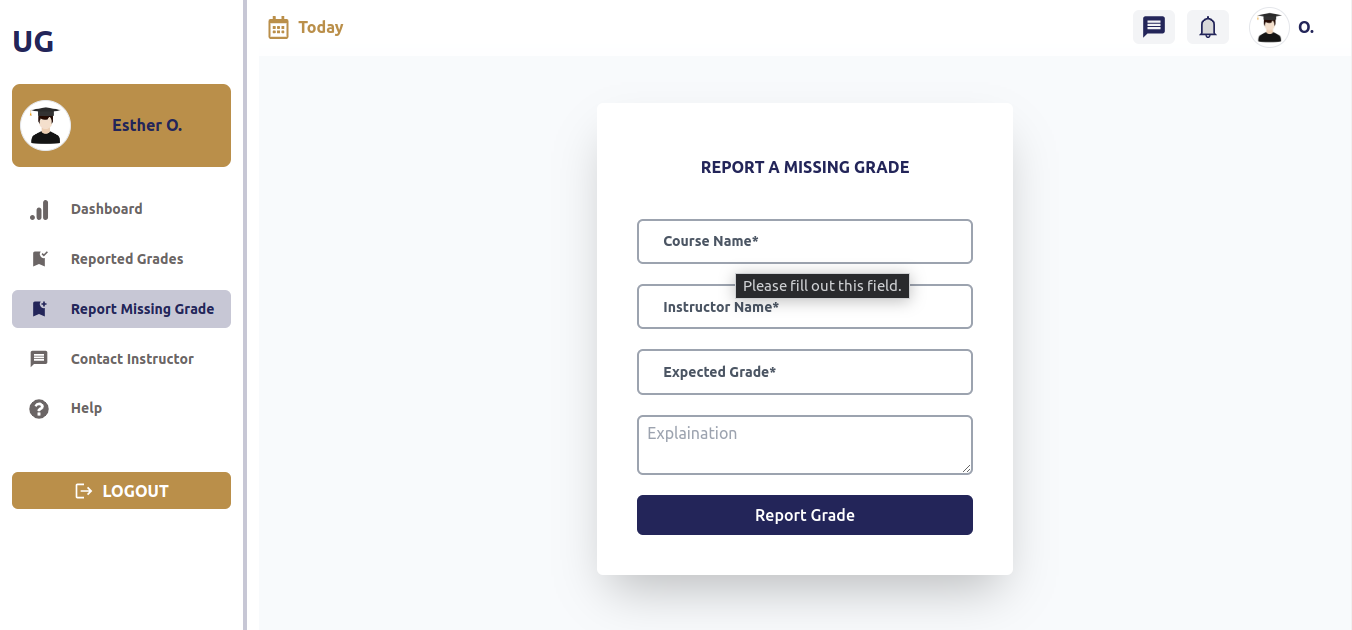 UG
Esther O.
Dashboard
Reported Grades
Report Missing Grade
Contact Instructor
Help
LOGOUT
Today
O.
REPORT A MISSING GRADE
Course Name*
Please fill out this field.
Instructor Name*
Expected Grade*
Explaination
Report Grade